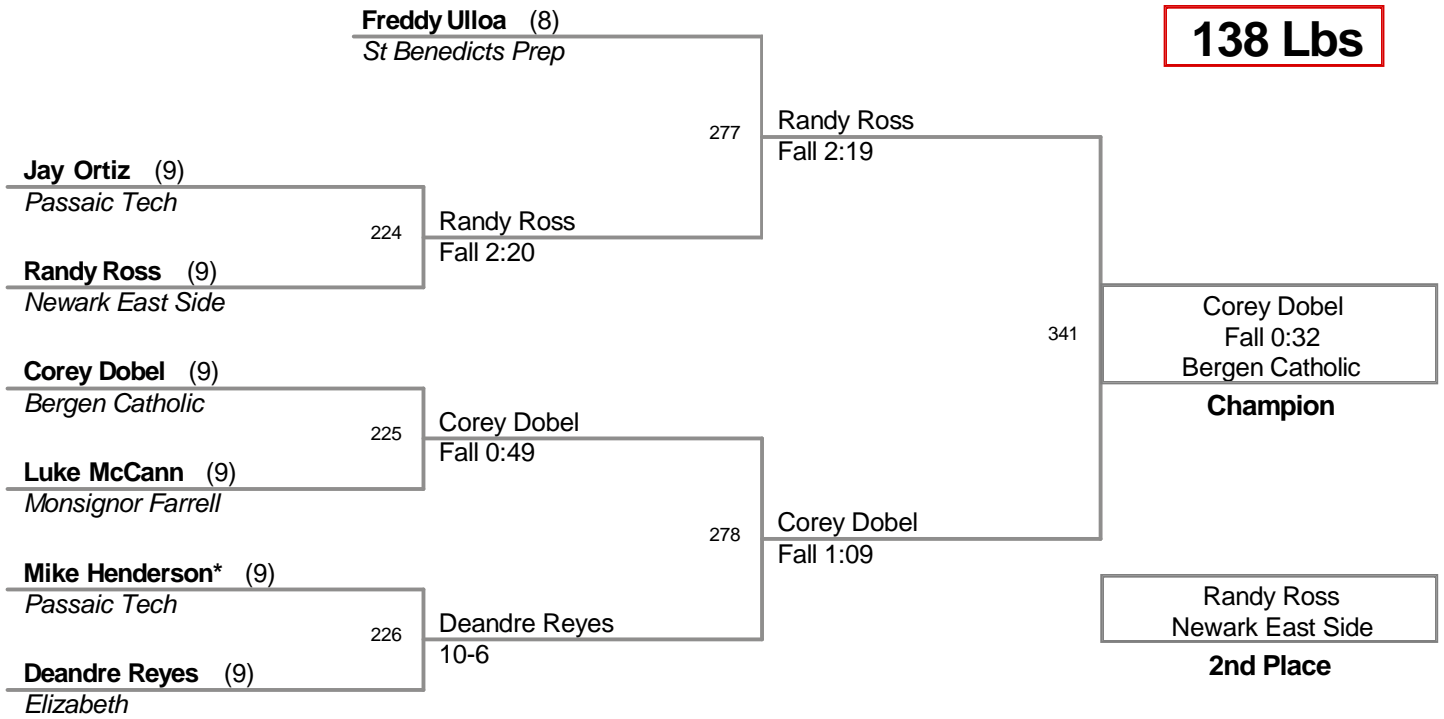 Freddy Ulloa (8)
St Benedicts Prep
138 Lbs
277
Randy Ross
Fall 2:19
Jay Ortiz (9)
Passaic Tech
224
Randy Ross
Fall 2:20
Randy Ross (9)
Newark East Side
341
Corey Dobel
Fall 0:32
Bergen Catholic
Champion
Corey Dobel (9)
Bergen Catholic
225
Corey Dobel
Fall 0:49
Luke McCann (9)
Monsignor Farrell
278
Corey Dobel
Fall 1:09
Mike Henderson* (9)
Passaic Tech
226
Deandre Reyes
10-6
Deandre Reyes (9)
Elizabeth
Randy Ross
Newark East Side
2nd Place